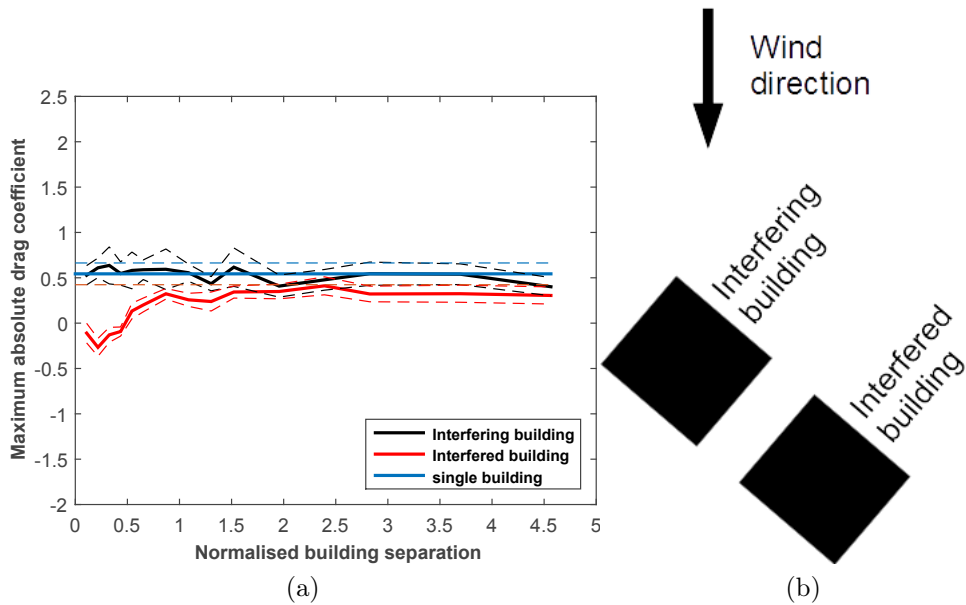 2.5
2
1.5
1
0.5
0
-0.5
-1
-1.5
-2
0 0.5 1 1.5 2 2.5 3 3.5 4 4.5 5
Maximum absolute drag coefficient
Normalised building separation
Interfering building
Interfered building
single building
(a)
Wind
direction
Interfering
building
Interfered
building
(b)